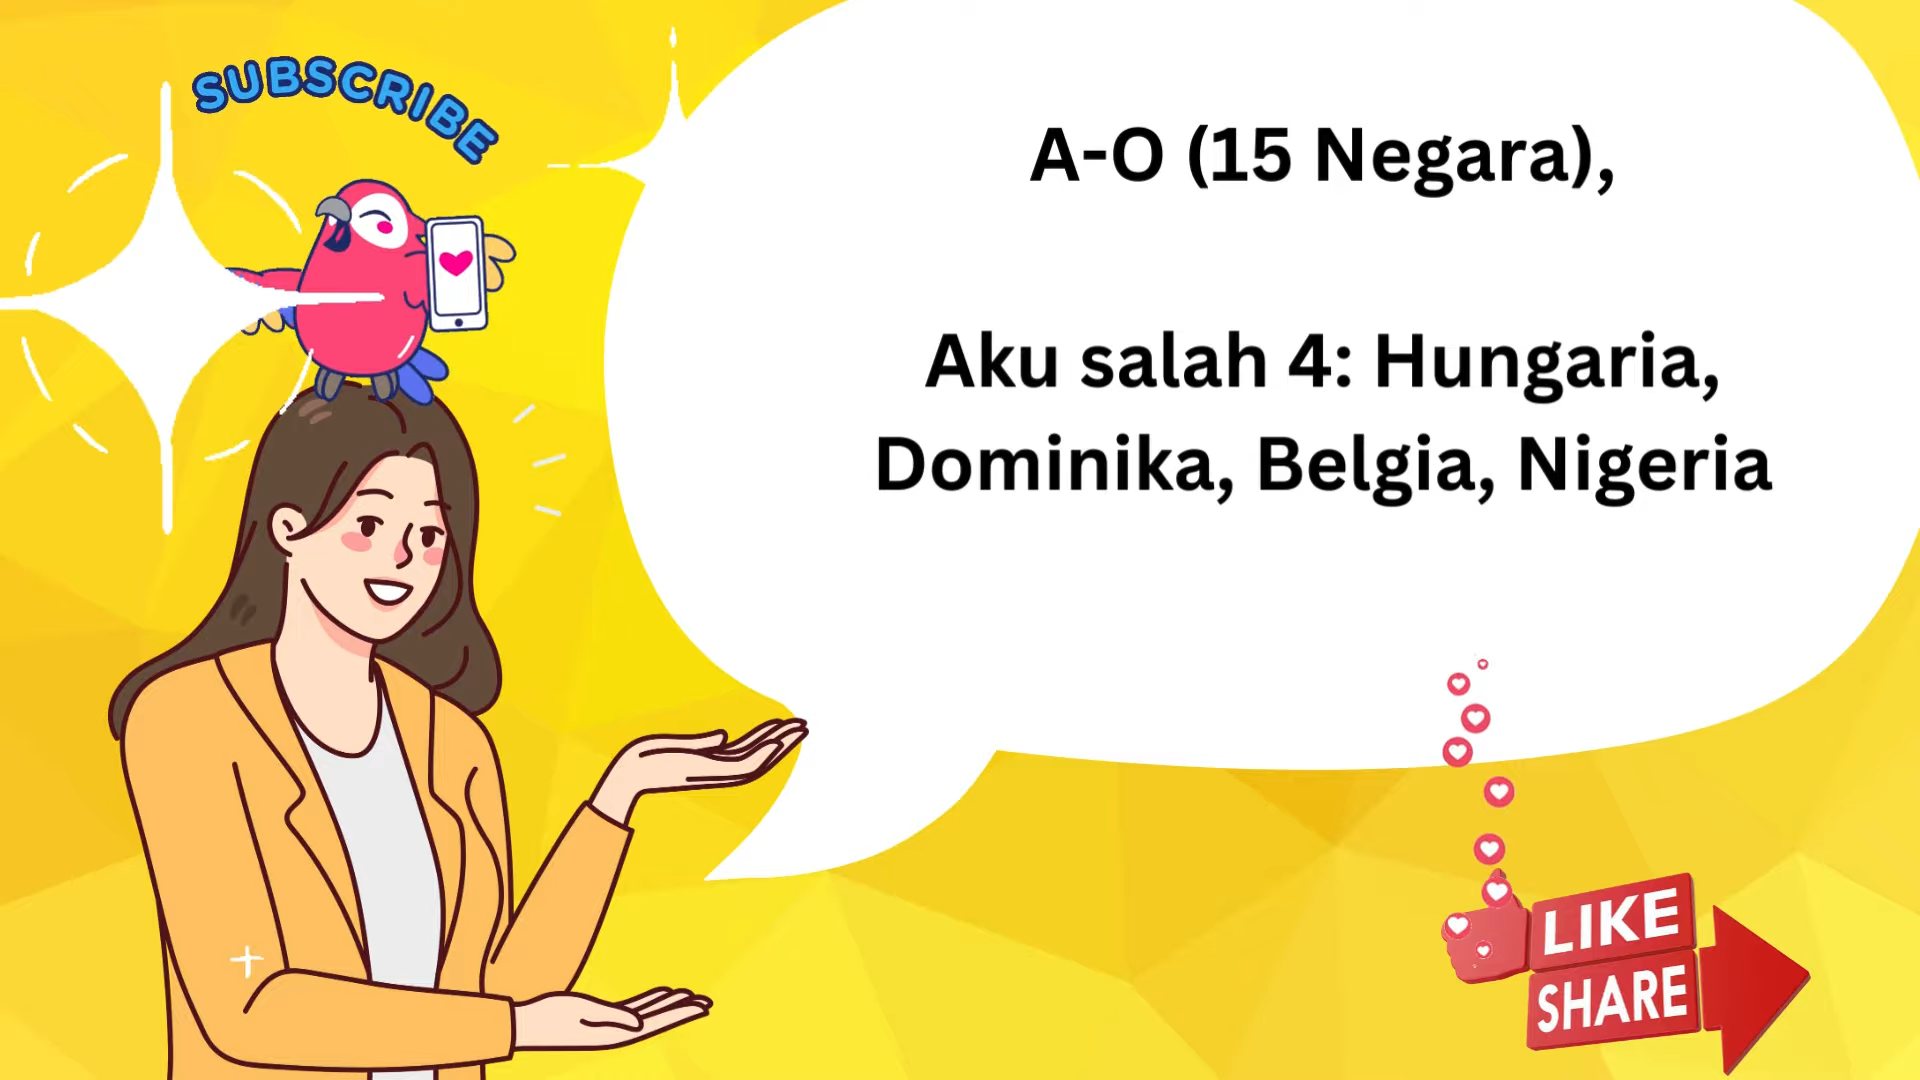 SUBSCRIBE
A-O (15 Negara),
Aku salah 4: Hungaria,
Dominika, Belgia, Nigeria
LIKE
SHARE